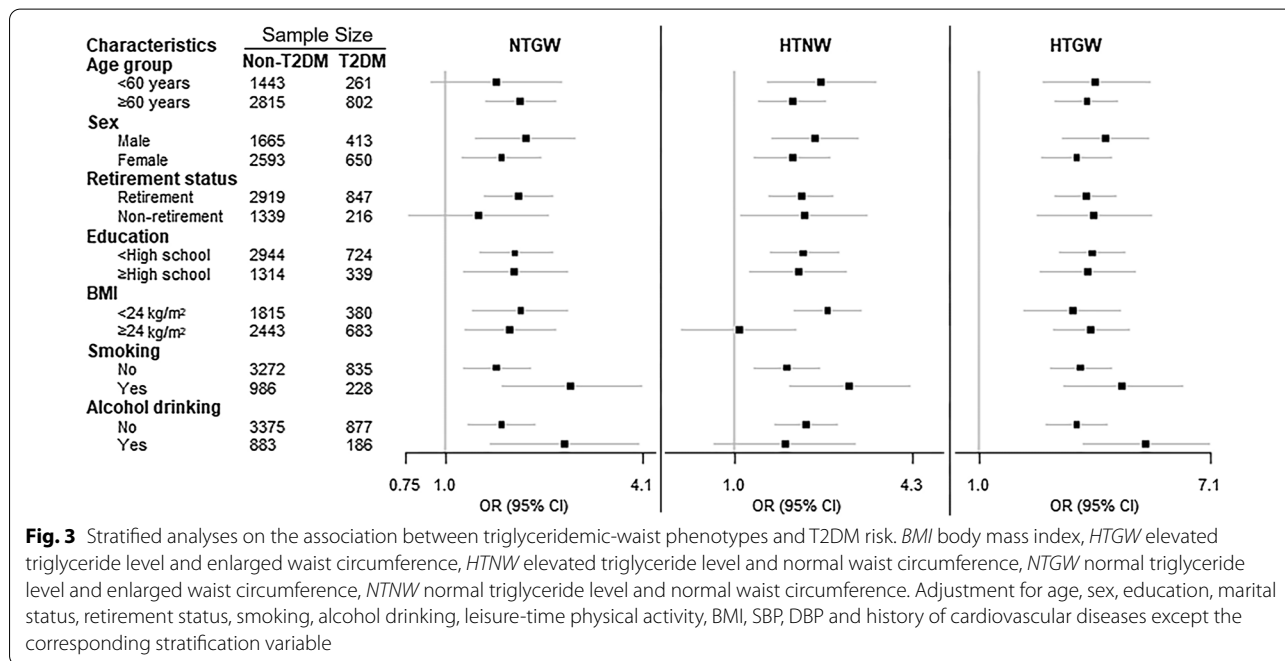 Sample Size
Characteristics Non-T2DM T2DM NTGW HTNW HTGW
Age group
<60 years 1443 261
≥60 years 2815 802
Sex
Male 1665 413
Female 2593 650
Retirement status
Retirement 2919 847
Non-retirement 1339 216
Education
<High school 2944 724
≥High school 1314 339
BMI
<24 kg/m² 1815 380
≥24 kg/m² 2443 683
Smoking
No 3272 835
Yes 986 228
Alcohol drinking
No 3375 877
Yes 883 186
0.75 1.0 4.1 1.0 4.3 1.0 7.1
OR (95% CI) OR (95% CI) OR (95% CI)
Fig. 3 Stratified analyses on the association between triglyceridemic-waist phenotypes and T2DM risk. BMI body mass index, HTGW elevated
triglyceride level and enlarged waist circumference, HTNW elevated triglyceride level and normal waist circumference, NTGW normal triglyceride
level and enlarged waist circumference, NTNW normal triglyceride level and normal waist circumference. Adjustment for age, sex, education, marital
status, retirement status, smoking, alcohol drinking, leisure-time physical activity, BMI, SBP, DBP and history of cardiovascular diseases except the
corresponding stratification variable